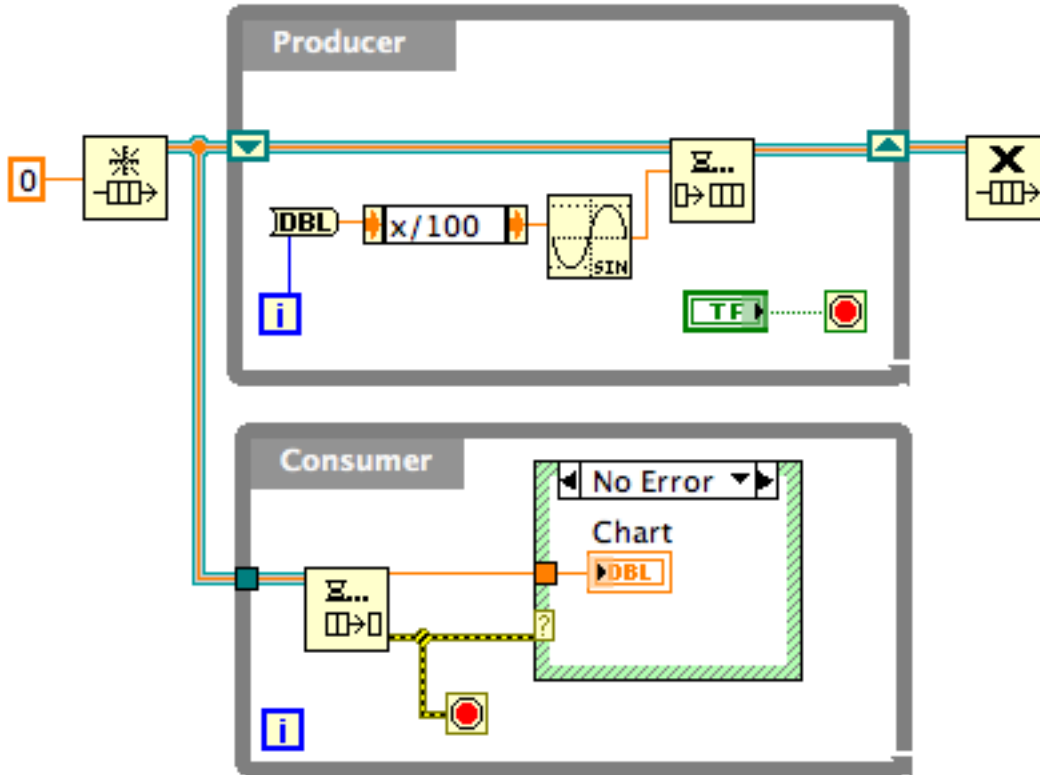 Producer
0
DBL
x/100
SIN
i
TF
X
Consumer
No Error
Chart
DBL
?
i